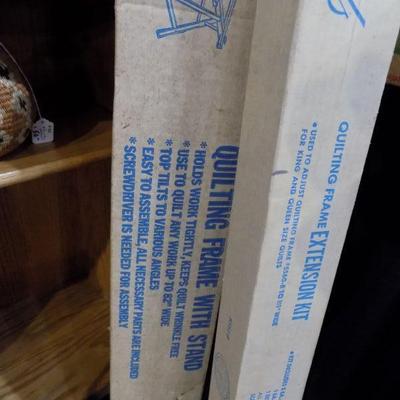 QUILTING FRAME WITH STAND
* HOLDS WORK TIGHTLY, KEEPS QUILT WRINKLE FREE
* USE TO QUILT ANY WORK UP TO 82" WIDE
* TOP TILTS TO VARIOUS ANGLES
* EASY TO ASSEMBLE, ALL NECESSARY PARTS ARE INCLUDED
* SCREWDRIVER IS NEEDED FOR ASSEMBLY
QUILTING FRAME EXTENSION KIT
* USED TO ADJUST QUILTING FRAME
FOR KING AND QUEEN SIZE QUILTS